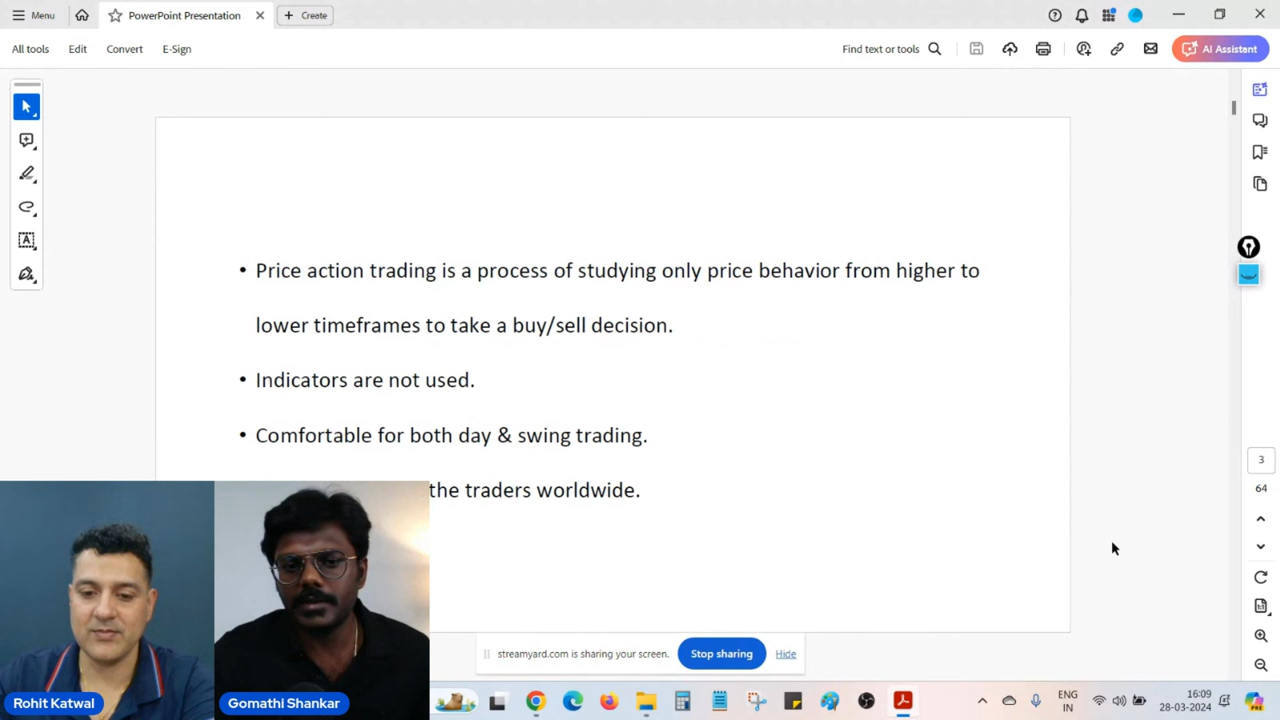 Menu
PowerPoint Presentation
Create
All tools
Edit
Convert
E-Sign
Find text or tools
AI Assistant
• Price action trading is a process of studying only price behavior from higher to
lower timeframes to take a buy/sell decision.
• Indicators are not used.
• Comfortable for both day & swing trading.
the traders worldwide.
3
64
streamyard.com is sharing your screen.
Stop sharing
Hide
Rohit Katwal
Gomathi Shankar
ENG
IN
16:09
28-03-2024